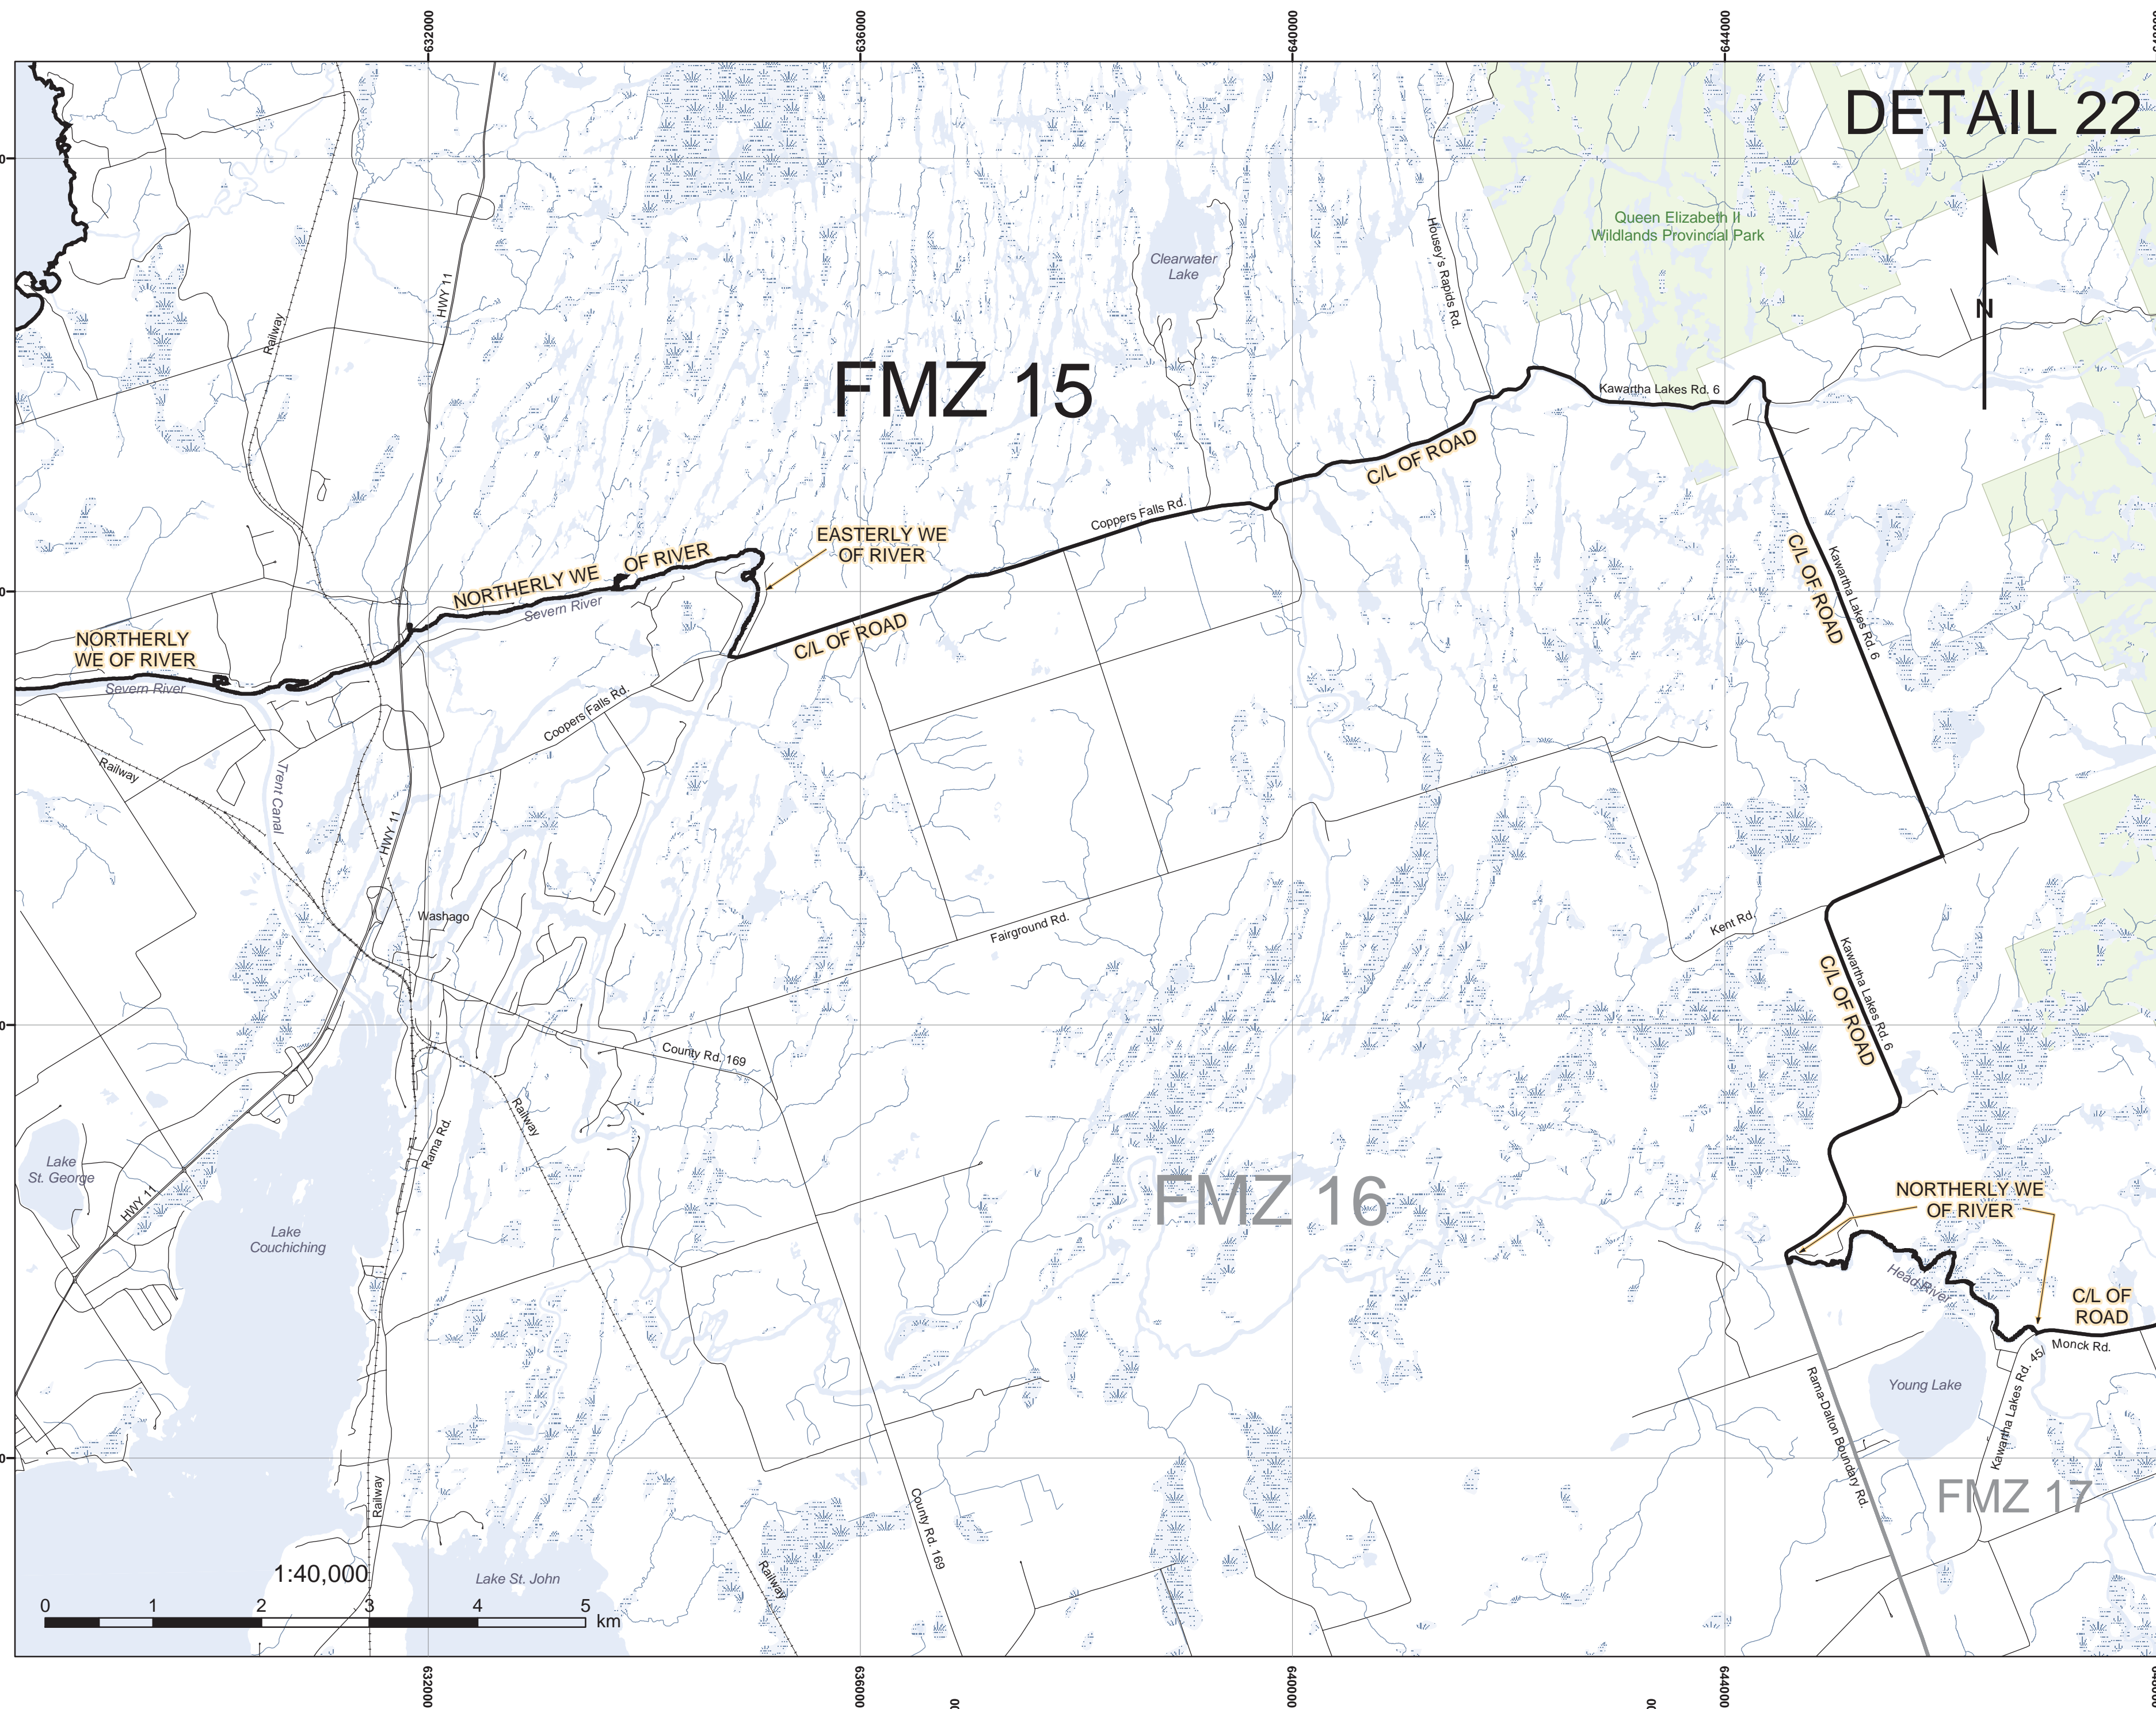 632000
636000
640000
644000
DETAIL 22
Queen Elizabeth II
Wildlands Provincial Park
Clearwater
Lake
Housey's Rapids Rd.
HWY 11
Railway
N
FMZ 15
Kawartha Lakes Rd. 6
C/L OF ROAD
Coppers Falls Rd.
EASTERLY WE
OF RIVER
NORTHERLY WE OF RIVER
Severn River
C/L OF ROAD
Kawartha Lakes Rd. 6
C/L OF ROAD
NORTHERLY
WE OF RIVER
Severn River
Coopers Falls Rd.
Railway
Trent Canal
HWY 11
Washago
Fairground Rd.
Kent Rd.
Kawartha Lakes Rd. 6
C/L OF ROAD
County Rd. 169
Railway
Rama Rd.
Lake
St. George
HWY 11
Lake
Couchiching
FMZ 16
NORTHERLY WE
OF RIVER
Head River
C/L OF
ROAD
Monck Rd.
Kawartha Lakes Rd. 45
Young Lake
Rama-Dalton Boundary Rd.
FMZ 17
Railway
County Rd. 169
Railway
Lake St. John
1:40,000
0 1 2 3 4 5
km
632000
636000
640000
644000